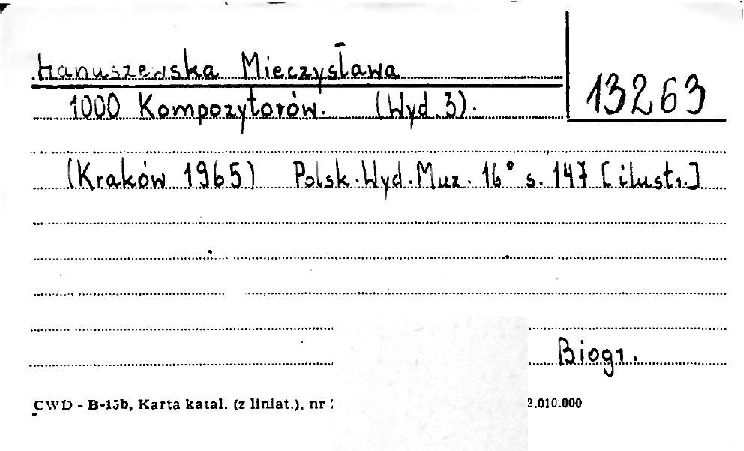 Hanuszewska Mieczysława
13263
1000 Kompozytorów. (Wyd. 3).
(Kraków 1965) Polsk. Wyd. Muz. 16° s. 147 [ilustr.]
Biogr.
CWD - B-15b, Karta katal. (z liniat.), nr 2.010.000